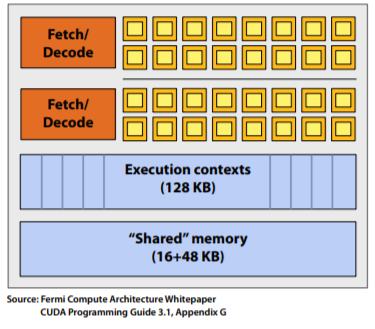 Fetch/
Decode
Fetch/
Decode
Execution contexts
(128 KB)
“Shared” memory
(16+48 KB)
Source: Fermi Compute Architecture Whitepaper
CUDA Programming Guide 3.1, Appendix G